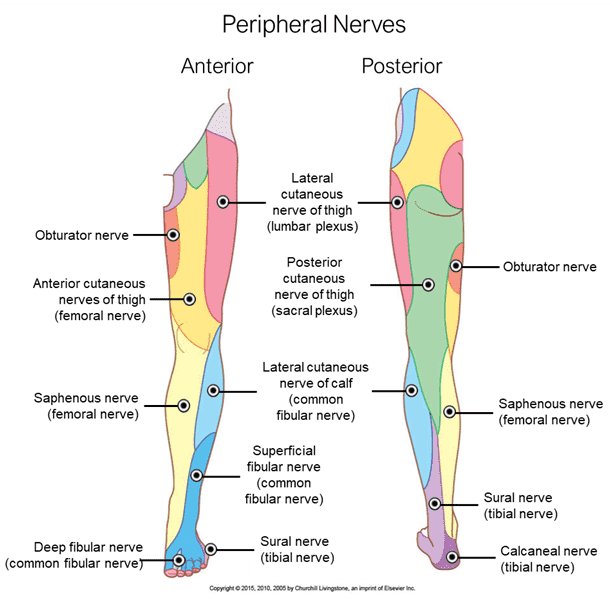 Peripheral Nerves
Anterior
Posterior
Lateral
cutaneous
nerve of thigh
(lumbar plexus)
Obturator nerve
Posterior
cutaneous
nerve of thigh
(sacral plexus)
Obturator nerve
Anterior cutaneous
nerves of thigh
(femoral nerve)
Lateral cutaneous
nerve of calf
(common
fibular nerve)
Saphenous nerve
(femoral nerve)
Saphenous nerve
(femoral nerve)
Superficial
fibular nerve
(common
fibular nerve)
Sural nerve
(tibial nerve)
Deep fibular nerve
(common fibular nerve)
Sural nerve
(tibial nerve)
Calcaneal nerve
(tibial nerve)
Copyright © 2015, 2010, 2005 by Churchill Livingstone, an imprint of Elsevier Inc.